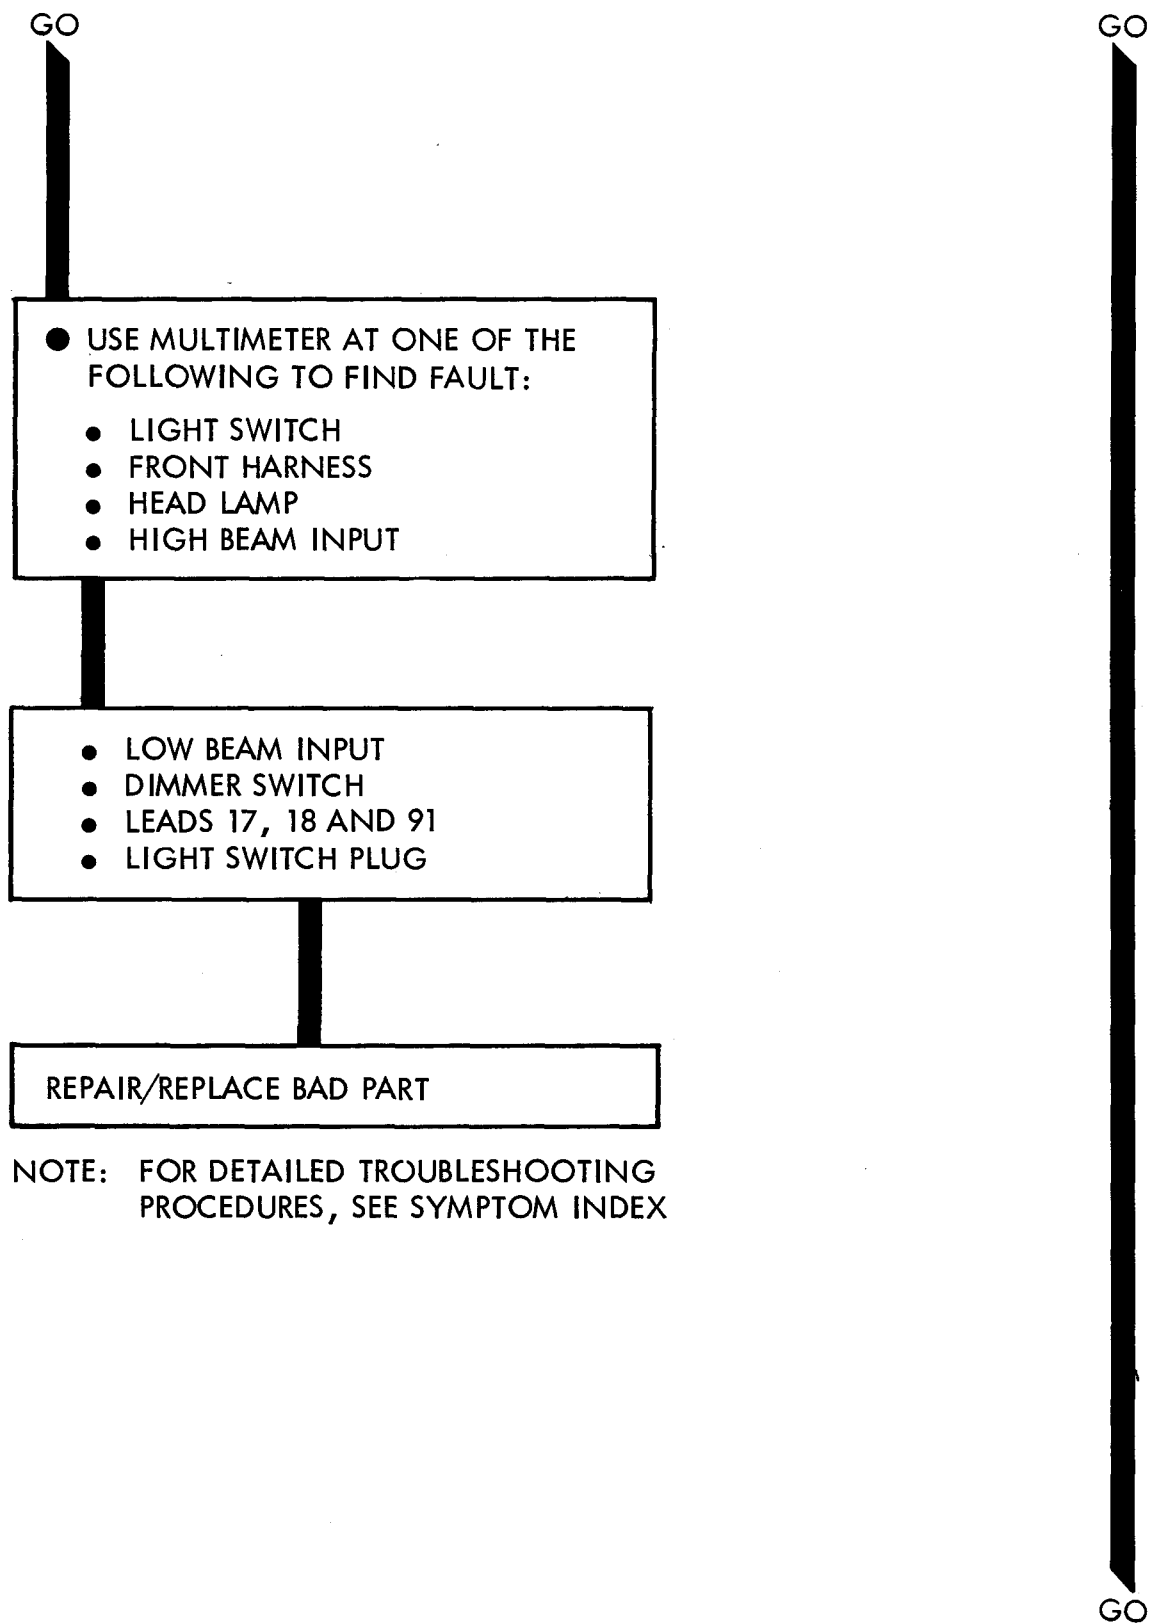 GO
GO
● USE MULTIMETER AT ONE OF THE
FOLLOWING TO FIND FAULT:
● LIGHT SWITCH
● FRONT HARNESS
● HEAD LAMP
● HIGH BEAM INPUT
● LOW BEAM INPUT
● DIMMER SWITCH
● LEADS 17, 18 AND 91
● LIGHT SWITCH PLUG
REPAIR/REPLACE BAD PART
NOTE: FOR DETAILED TROUBLESHOOTING
PROCEDURES, SEE SYMPTOM INDEX
GO